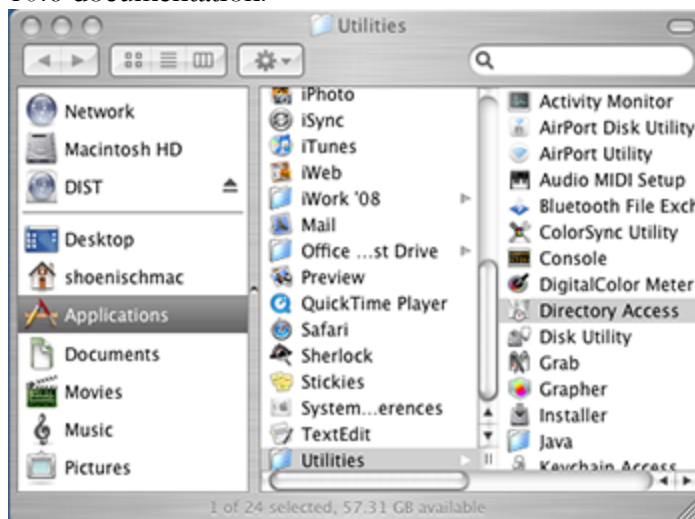 Utilities
Network
Macintosh HD
DIST
Desktop
shoenischmac
Applications
Documents
Movies
Music
Pictures
iPhoto
iSync
iTunes
iWeb
iWork '08
Mail
Office ...st Drive
Preview
QuickTime Player
Safari
Sherlock
Stickies
System...erences
TextEdit
Utilities
Activity Monitor
AirPort Disk Utility
AirPort Utility
Audio MIDI Setup
Bluetooth File Exch
ColorSync Utility
Console
DigitalColor Meter
Directory Access
Disk Utility
Grab
Grapher
Installer
Java
Keychain Access
1 of 24 selected, 57.31 GB available